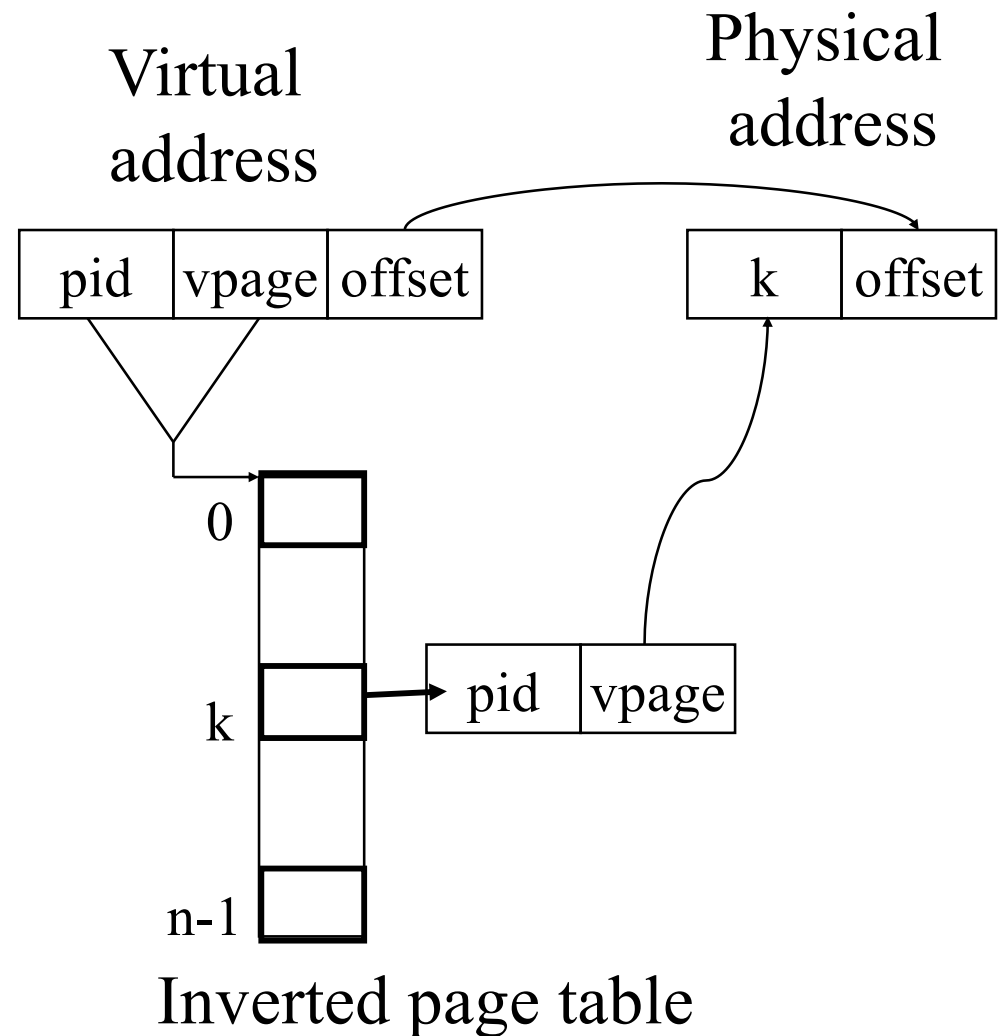 Virtual
address
Physical
address
pid vpage offset
k offset
0
k
pid vpage
n-1
Inverted page table